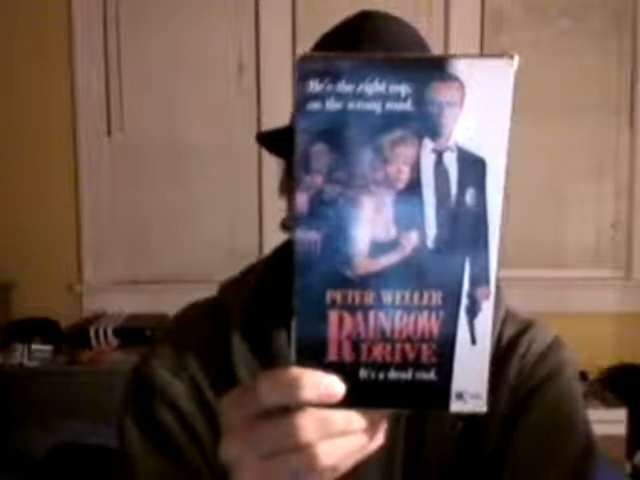 He's the right cop,
on the wrong road.
PETER WELLER
RAINBOW
DRIVE
It's a dead end.